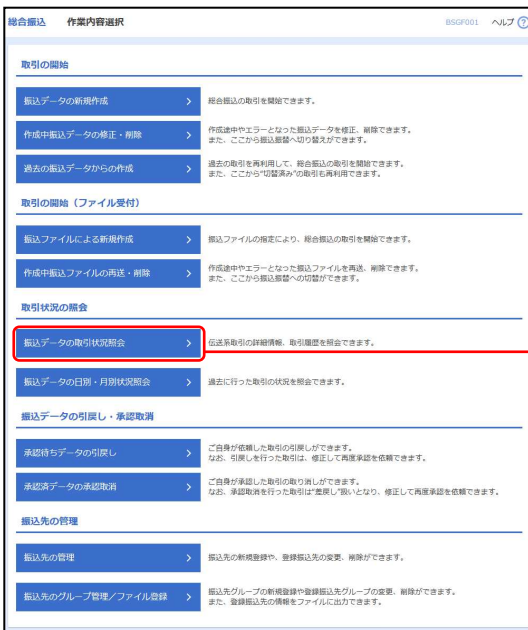 総合振込 作業内容選択 BSGF001 ヘルプ ?
取引の開始
振込データの新規作成 > 総合振込の取引を開始できます。
作成中振込データの修正・削除 > 作成途中やエラーとなった振込データを修正、削除できます。
また、ここから振込振替へ切り替えができます。
過去の振込データからの作成 > 過去の取引を再利用して、総合振込の取引を開始できます。
また、ここから“切替済み”の取引も再利用できます。
取引の開始（ファイル受付）
振込ファイルによる新規作成 > 振込ファイルの指定により、総合振込の取引を開始できます。
作成中振込ファイルの再送・削除 > 作成途中やエラーとなった振込ファイルを再送、削除できます。
また、ここから振込振替への切替ができます。
取引状況の照会
振込データの取引状況照会 > 伝送系取引の詳細情報、取引履歴を照会できます。
振込データの日別・月別状況照会 > 過去に行った取引の状況を照会できます。
振込データの引戻し・承認取消
承認待ちデータの引戻し > ご自身が依頼した取引の引戻しができます。
なお、引戻しを行った取引は、修正して再度承認を依頼できます。
承認済データの承認取消 > ご自身が承認した取引の取り消しができます。
なお、承認取消を行った取引は“差戻し”扱いとなり、修正して再度承認を依頼できます。
振込先の管理
振込先の管理 > 振込先の新規登録や、登録振込先の変更、削除ができます。
振込先のグループ管理／ファイル登録 > 振込先グループの新規登録や登録振込先グループの変更、削除ができます。
また、登録振込先の情報をファイルに出力できます。